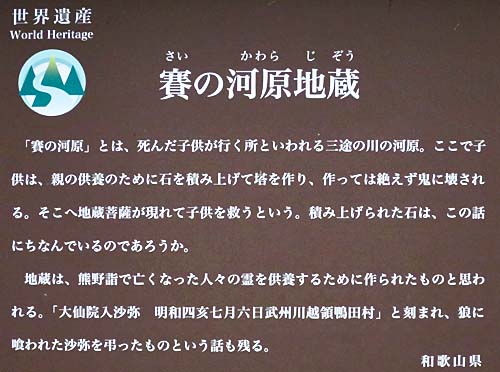 世界遺産
World Heritage
さい かわら じ ぞう
賽の河原地蔵
「賽の河原」とは、死んだ子供が行く所といわれる三途の川の河原。ここで子
供は、親の供養のために石を積み上げて塔を作り、作っては絶えず鬼に壊され
る。そこへ地蔵菩薩が現れて子供を救うという。積み上げられた石は、この話
にちなんでいるのであろうか。
地蔵は、熊野詣で亡くなった人々の霊を供養するために作られたものと思わ
れる。「大仙院入沙弥　明和四亥七月六日武州川越領鴨田村」と刻まれ、狼に
喰われた沙弥を弔ったものという話も残る。
和歌山県